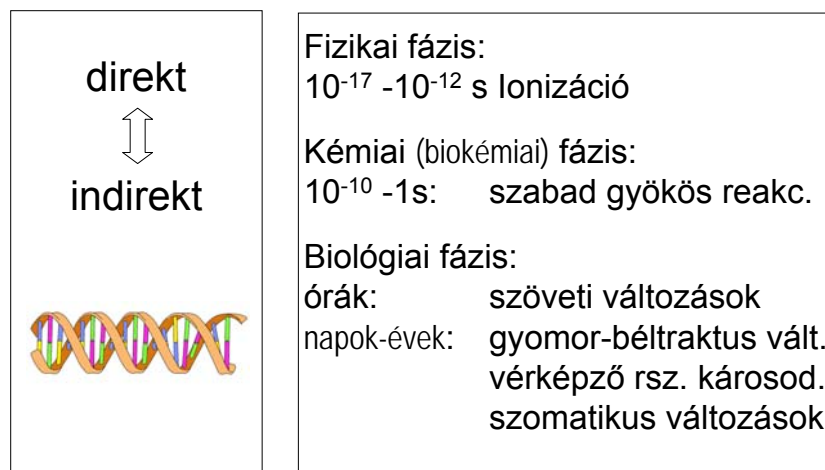 direkt
indirekt
Fizikai fázis:
10⁻¹⁷ -10⁻¹² s Ionizáció
Kémiai (biokémiai) fázis:
10⁻¹⁰ -1s: szabad gyökös reakc.
Biológiai fázis:
órák: szöveti változások
napok-évek: gyomor-béltraktus vált.
vérképző rsz. károsod.
szomatikus változások